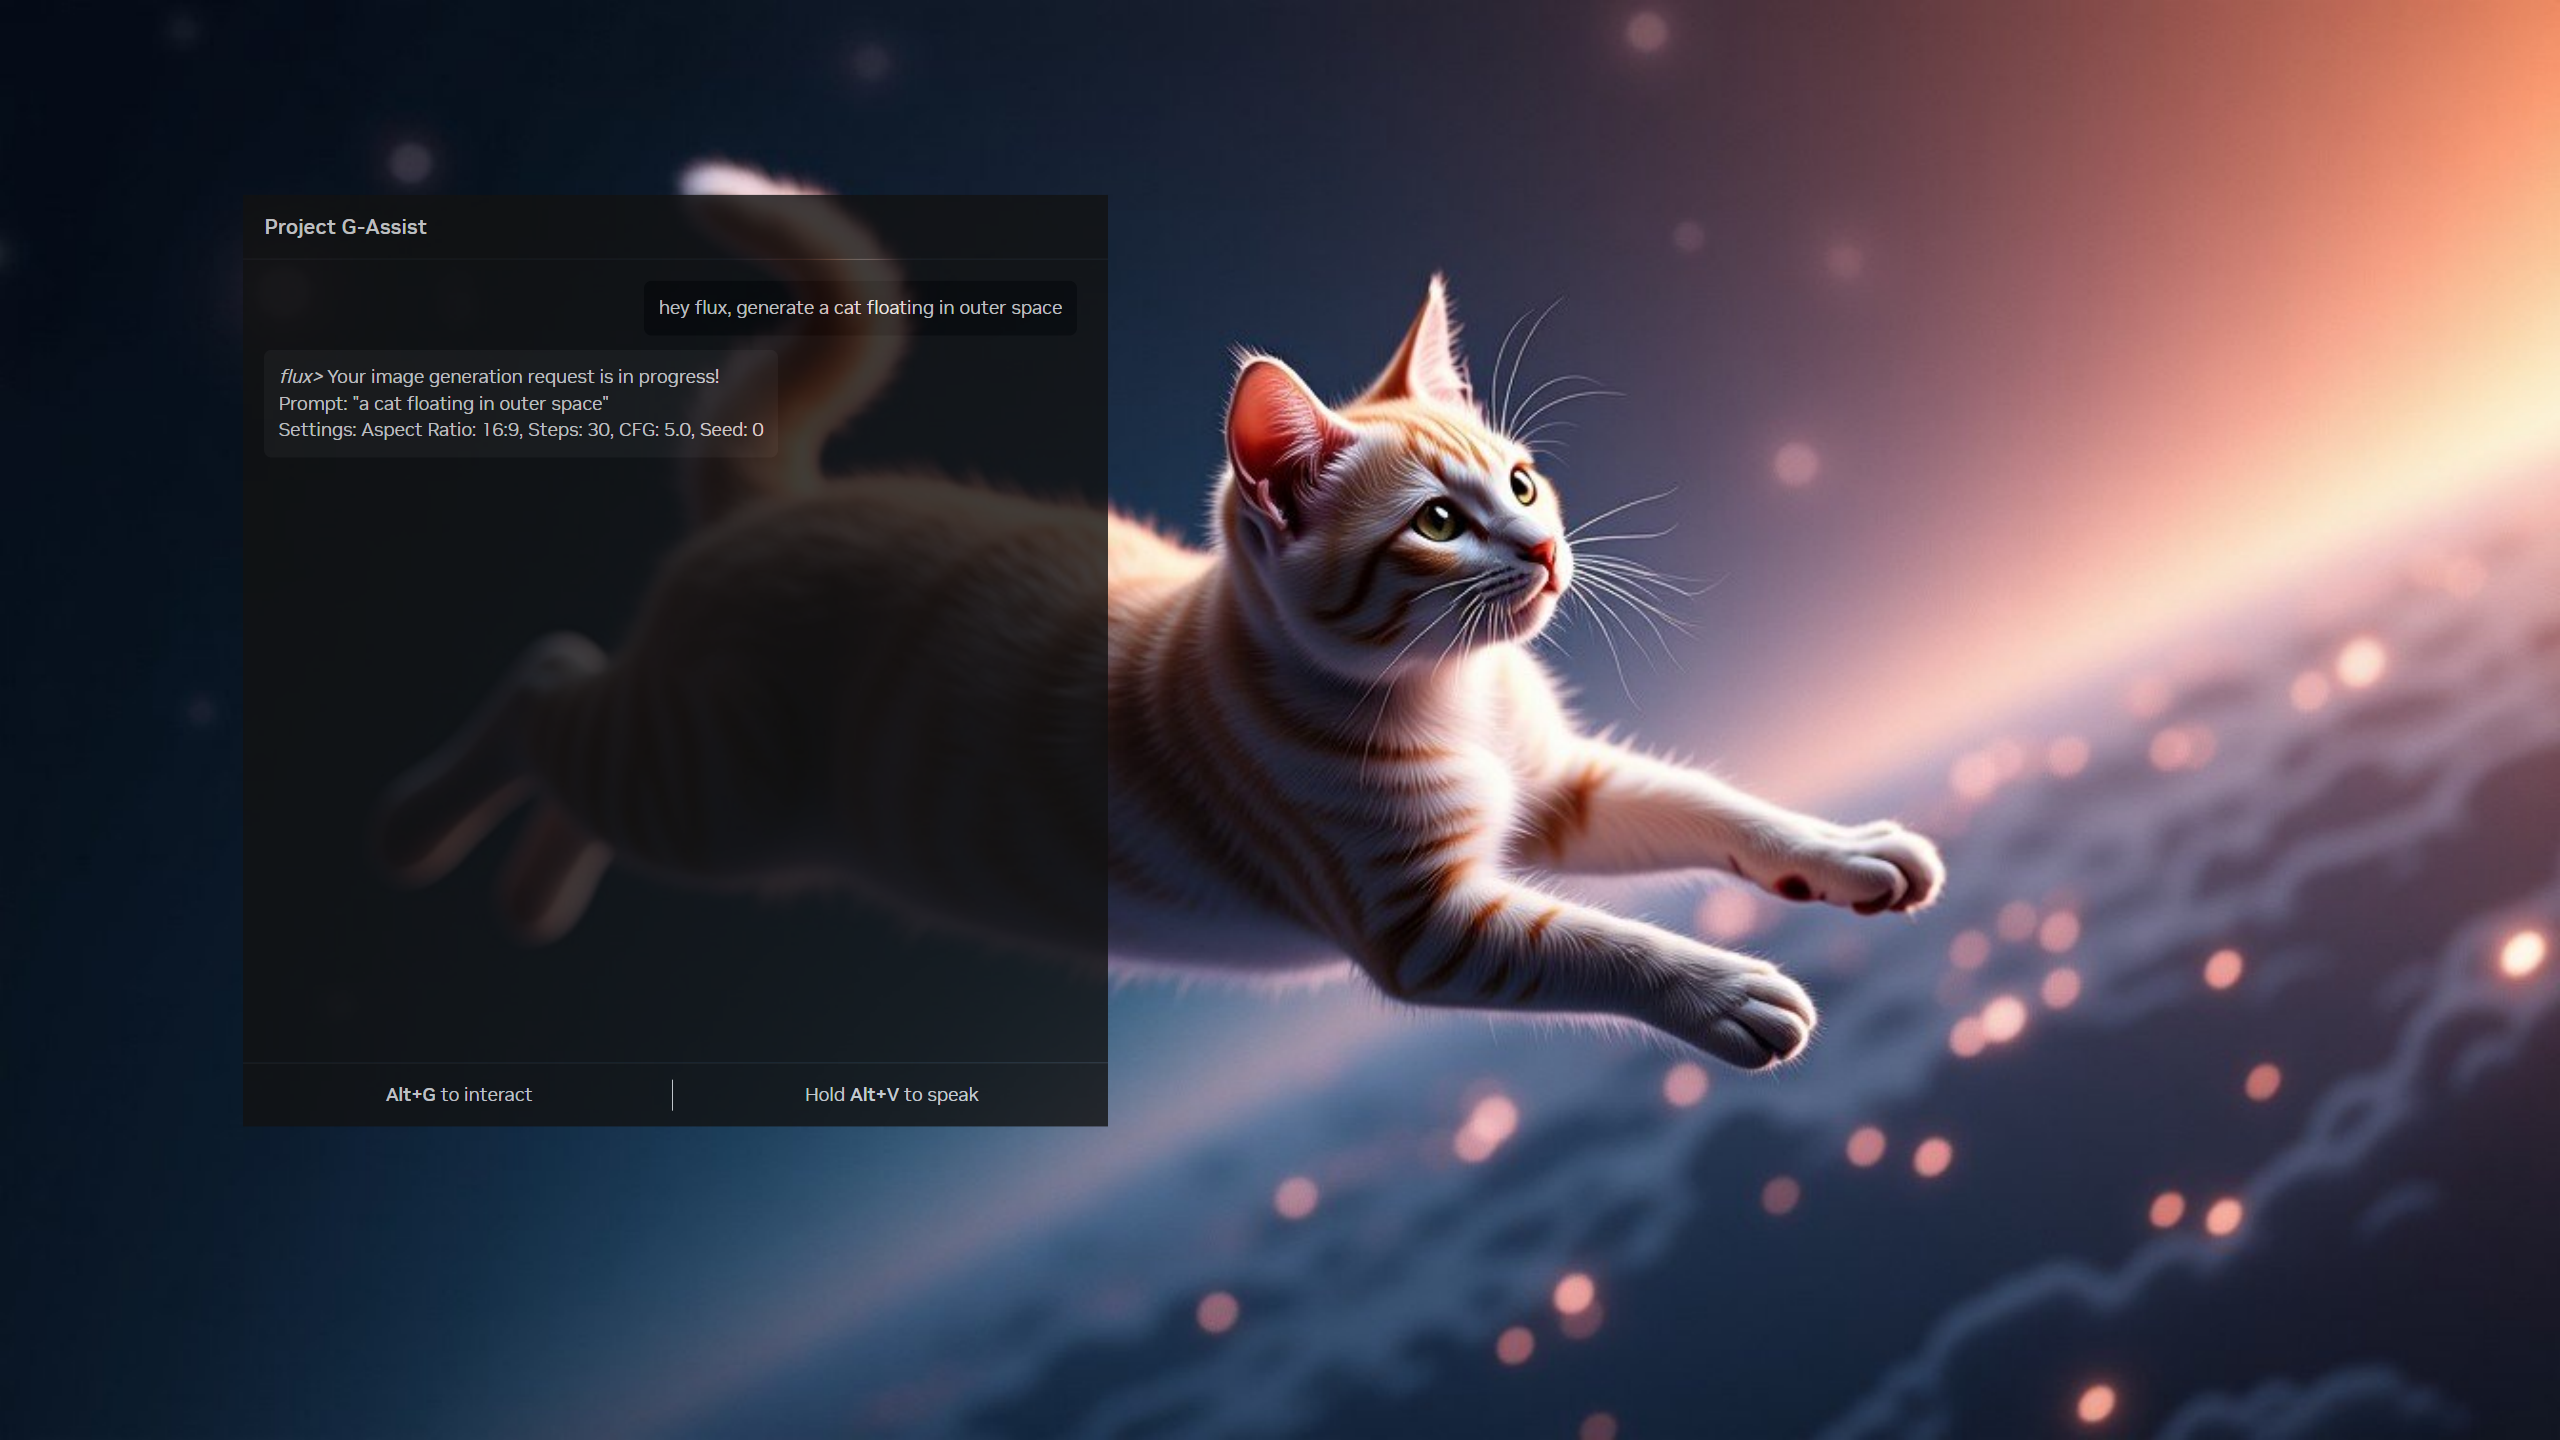 Project G-Assist
hey flux, generate a cat floating in outer space
flux> Your image generation request is in progress!
Prompt: "a cat floating in outer space"
Settings: Aspect Ratio: 16:9, Steps: 30, CFG: 5.0, Seed: 0
Alt+G to interact
Hold Alt+V to speak